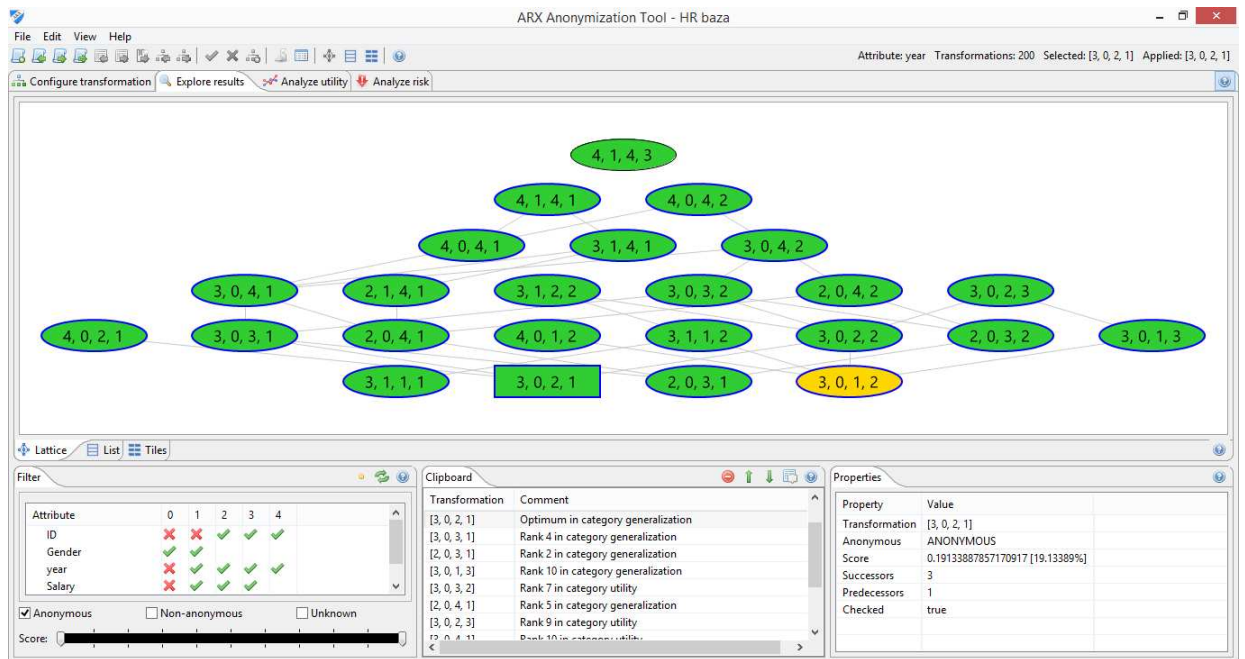 ARX Anonymization Tool - HR baza
File Edit View Help
Attribute: year Transformations: 200 Selected: [3, 0, 2, 1] Applied: [3, 0, 2, 1]
Configure transformation Explore results Analyze utility Analyze risk
4, 1, 4, 3
4, 1, 4, 1 4, 0, 4, 2
4, 0, 4, 1 3, 1, 4, 1 3, 0, 4, 2
3, 0, 4, 1 2, 1, 4, 1 3, 1, 2, 2 3, 0, 3, 2 2, 0, 4, 2 3, 0, 2, 3
4, 0, 2, 1 3, 0, 3, 1 2, 0, 4, 1 4, 0, 1, 2 3, 1, 1, 2 3, 0, 2, 2 2, 0, 3, 2 3, 0, 1, 3
3, 1, 1, 1 3, 0, 2, 1 2, 0, 3, 1 3, 0, 1, 2
Lattice List Tiles
Filter
Attribute 0 1 2 3 4
ID
Gender
year
Salary
Anonymous Non-anonymous Unknown
Score:
Clipboard
Transformation Comment
[3, 0, 2, 1] Optimum in category generalization
[3, 0, 3, 1] Rank 4 in category generalization
[2, 0, 3, 1] Rank 2 in category generalization
[3, 0, 1, 3] Rank 10 in category generalization
[3, 0, 3, 2] Rank 7 in category utility
[2, 0, 4, 1] Rank 5 in category generalization
[3, 0, 2, 3] Rank 9 in category utility
Rank 10 in category utility
Properties
Property Value
Transformation [3, 0, 2, 1]
Anonymous ANONYMOUS
Score 0.19133887857170917 [19.13389%]
Successors 3
Predecessors 1
Checked true